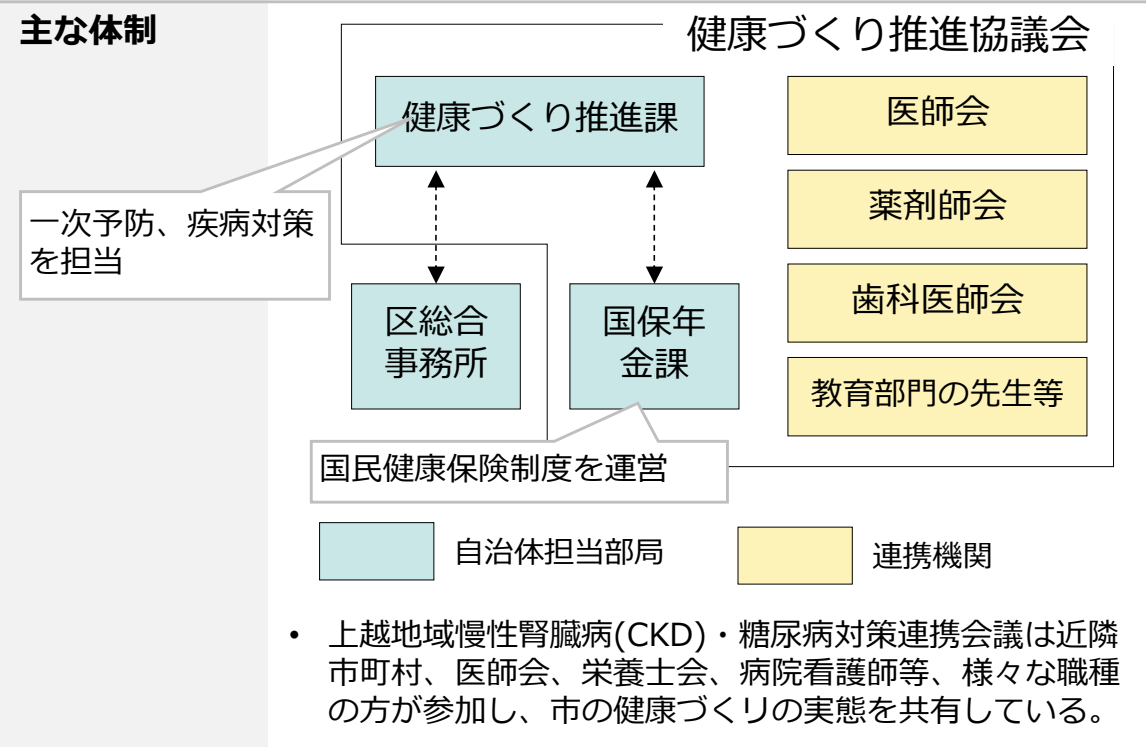 主な体制
健康づくり推進協議会
健康づくり推進課
医師会
一次予防、疾病対策
を担当
薬剤師会
区総合
事務所
国保年
金課
歯科医師会
教育部門の先生等
国民健康保険制度を運営
自治体担当部局
連携機関
• 上越地域慢性腎臓病(CKD)・糖尿病対策連携会議は近隣
市町村、医師会、栄養士会、病院看護師等、様々な職種
の方が参加し、市の健康づくりの実態を共有している。